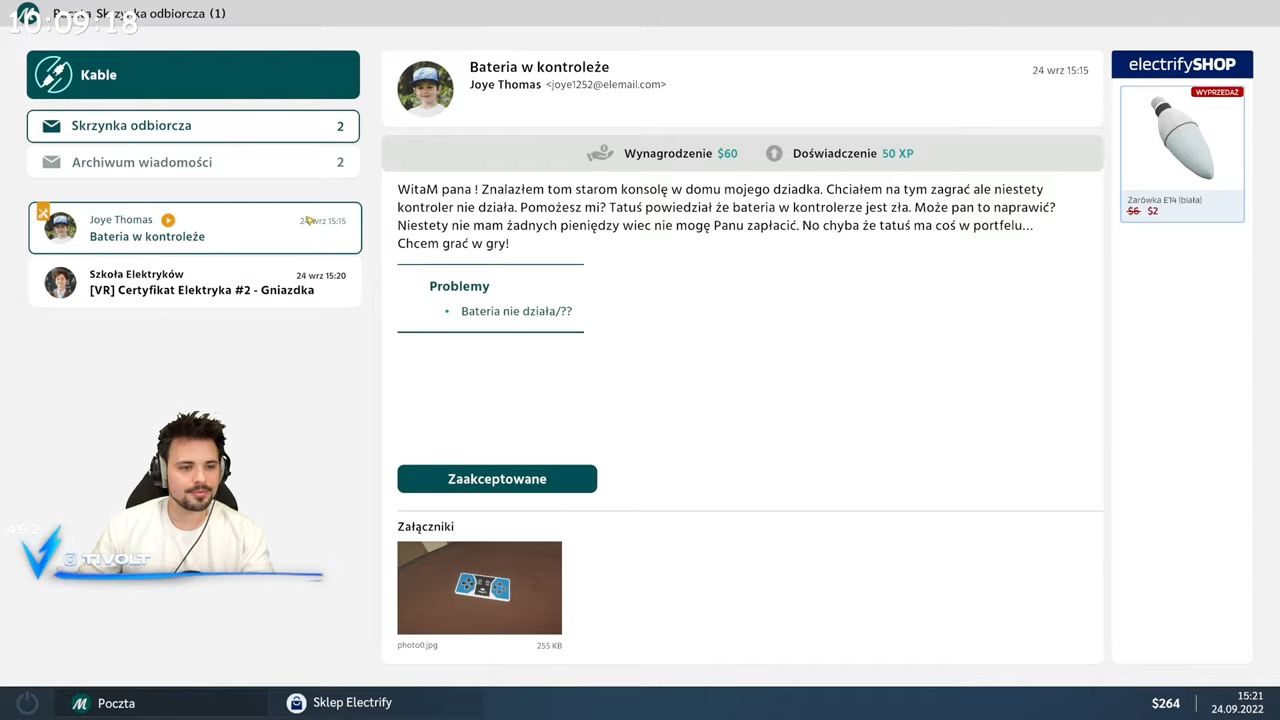 Poczta Skrzynka odbiorcza (1)
10:09:18
Kable
Skrzynka odbiorcza 2
Archiwum wiadomości 2
Joye Thomas 24 wrz 15:15
Bateria w kontroleże
Szkoła Elektryków 24 wrz 15:20
[VR] Certyfikat Elektryka #2 - Gniazdka
Bateria w kontroleże
Joye Thomas <joye1252@elemail.com>
24 wrz 15:15
Wynagrodzenie $60 Doświadczenie 50 XP
WitaM pana ! Znalazłem tom starom konsolę w domu mojego dziadka. Chciałem na tym zagrać ale niestety
kontroler nie działa. Pomożesz mi? Tatuś powiedział że bateria w kontrolerze jest zła. Może pan to naprawić?
Niestety nie mam żadnych pieniędzy wiec nie mogę Panu zapłacić. No chyba że tatuś ma coś w portfelu...
Chcem grać w gry!
Problemy
• Bateria nie działa/??
Zaakceptowane
Załączniki
photo0.jpg 255 KB
electrifySHOP
WYPRZEDAŻ
Żarówka E14 (biała)
$6 $2
492
TIVOLT
Poczta
Sklep Electrify
$264
15:21
24.09.2022